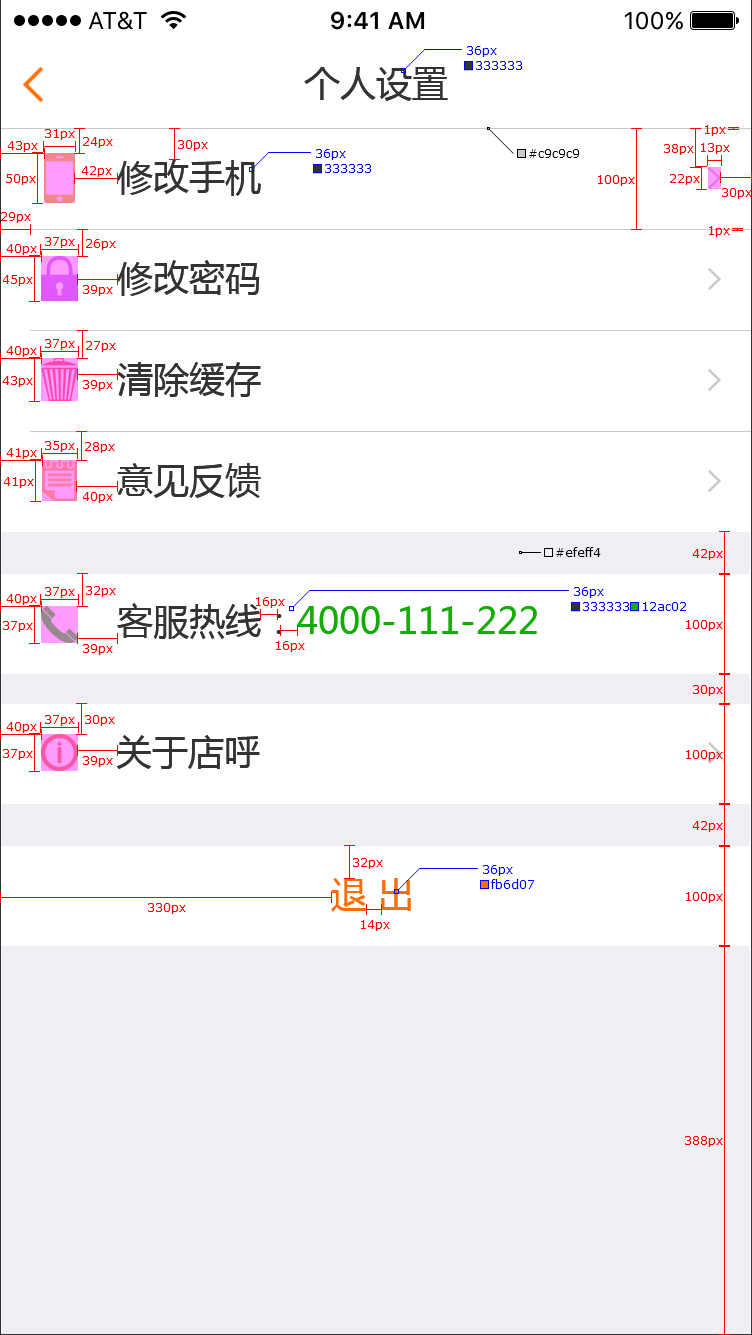 AT&T 9:41 AM 100%
个人设置
36px
333333
31px
43px
24px
30px
36px
333333
#c9c9c9
1px
38px
13px
50px
42px
修改手机
100px
22px
30px
29px
1px
37px
40px
26px
45px
39px
修改密码
37px
40px
27px
43px
39px
清除缓存
35px
41px
28px
41px
40px
意见反馈
#efeff4
42px
37px
40px
32px
16px
36px
333333
12ac02
37px
39px
客服热线:4000-111-222
16px
100px
30px
37px
40px
30px
37px
39px
关于店呼
100px
42px
32px
36px
fb6d07
退 出
330px
14px
100px
388px